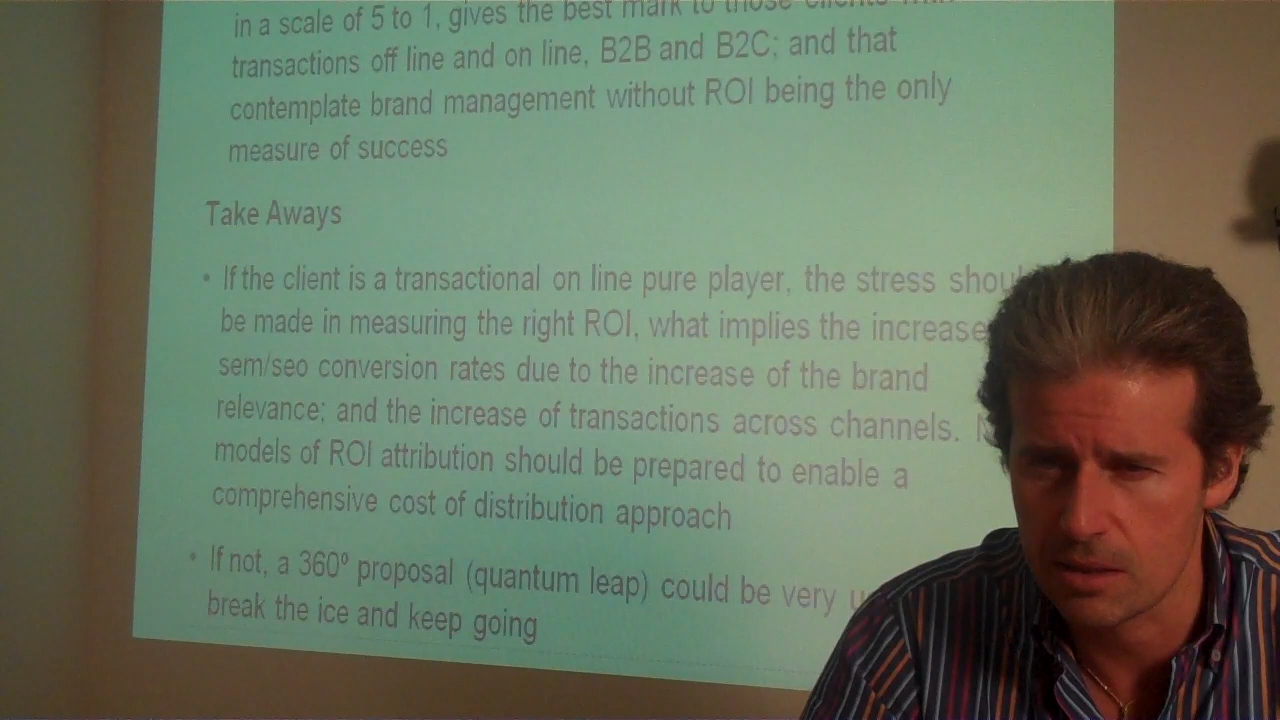 in a scale of 5 to 1, gives the best mark to those clients with
transactions off line and on line, B2B and B2C; and that
contemplate brand management without ROI being the only
measure of success
Take Aways
• If the client is a transactional on line pure player, the stress shou
be made in measuring the right ROI, what implies the increase
sem/seo conversion rates due to the increase of the brand
relevance; and the increase of transactions across channels. N
models of ROI attribution should be prepared to enable a
comprehensive cost of distribution approach
• If not, a 360º proposal (quantum leap) could be very u
break the ice and keep going